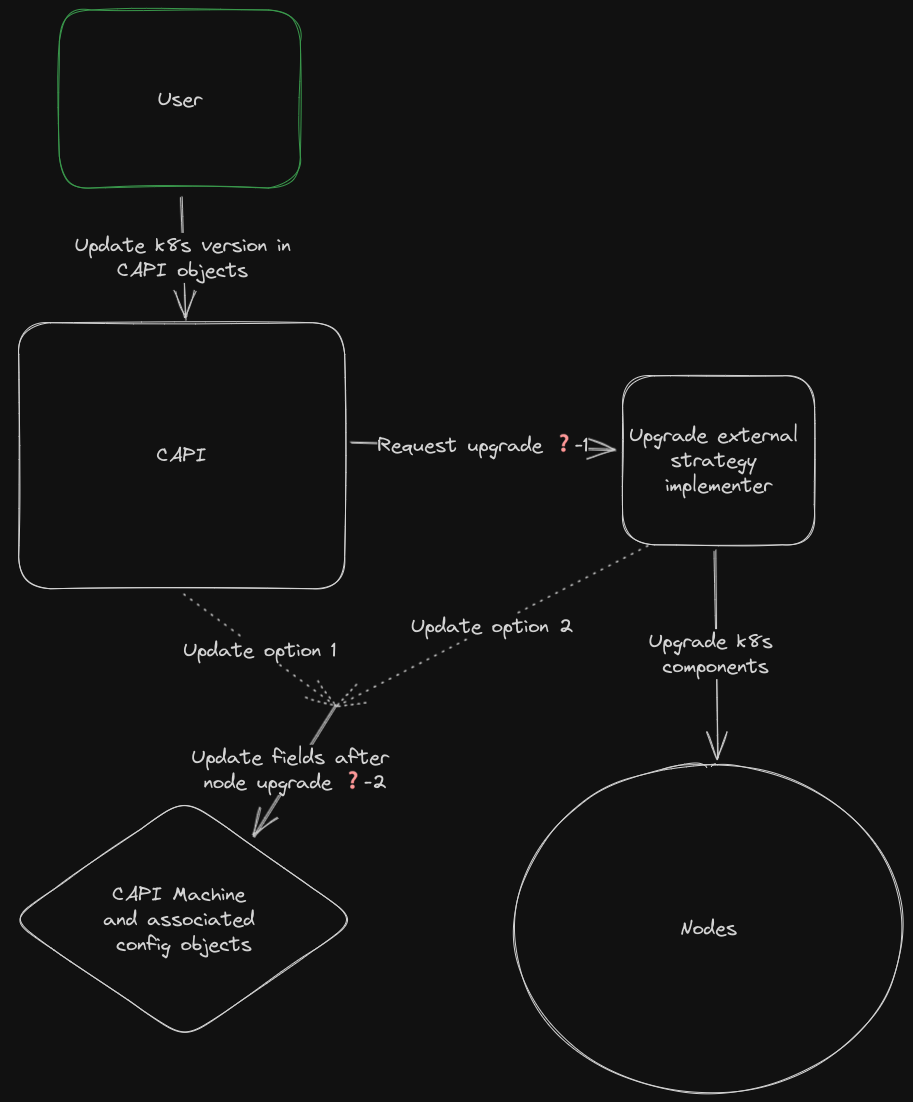 User
Update k8s version in
CAPI objects
CAPI
Request upgrade ❓-1
Upgrade external
strategy
implementer
Update option 1
Update option 2
Upgrade k8s
components
Update fields after
node upgrade ❓-2
CAPI Machine
and associated
config objects
Nodes